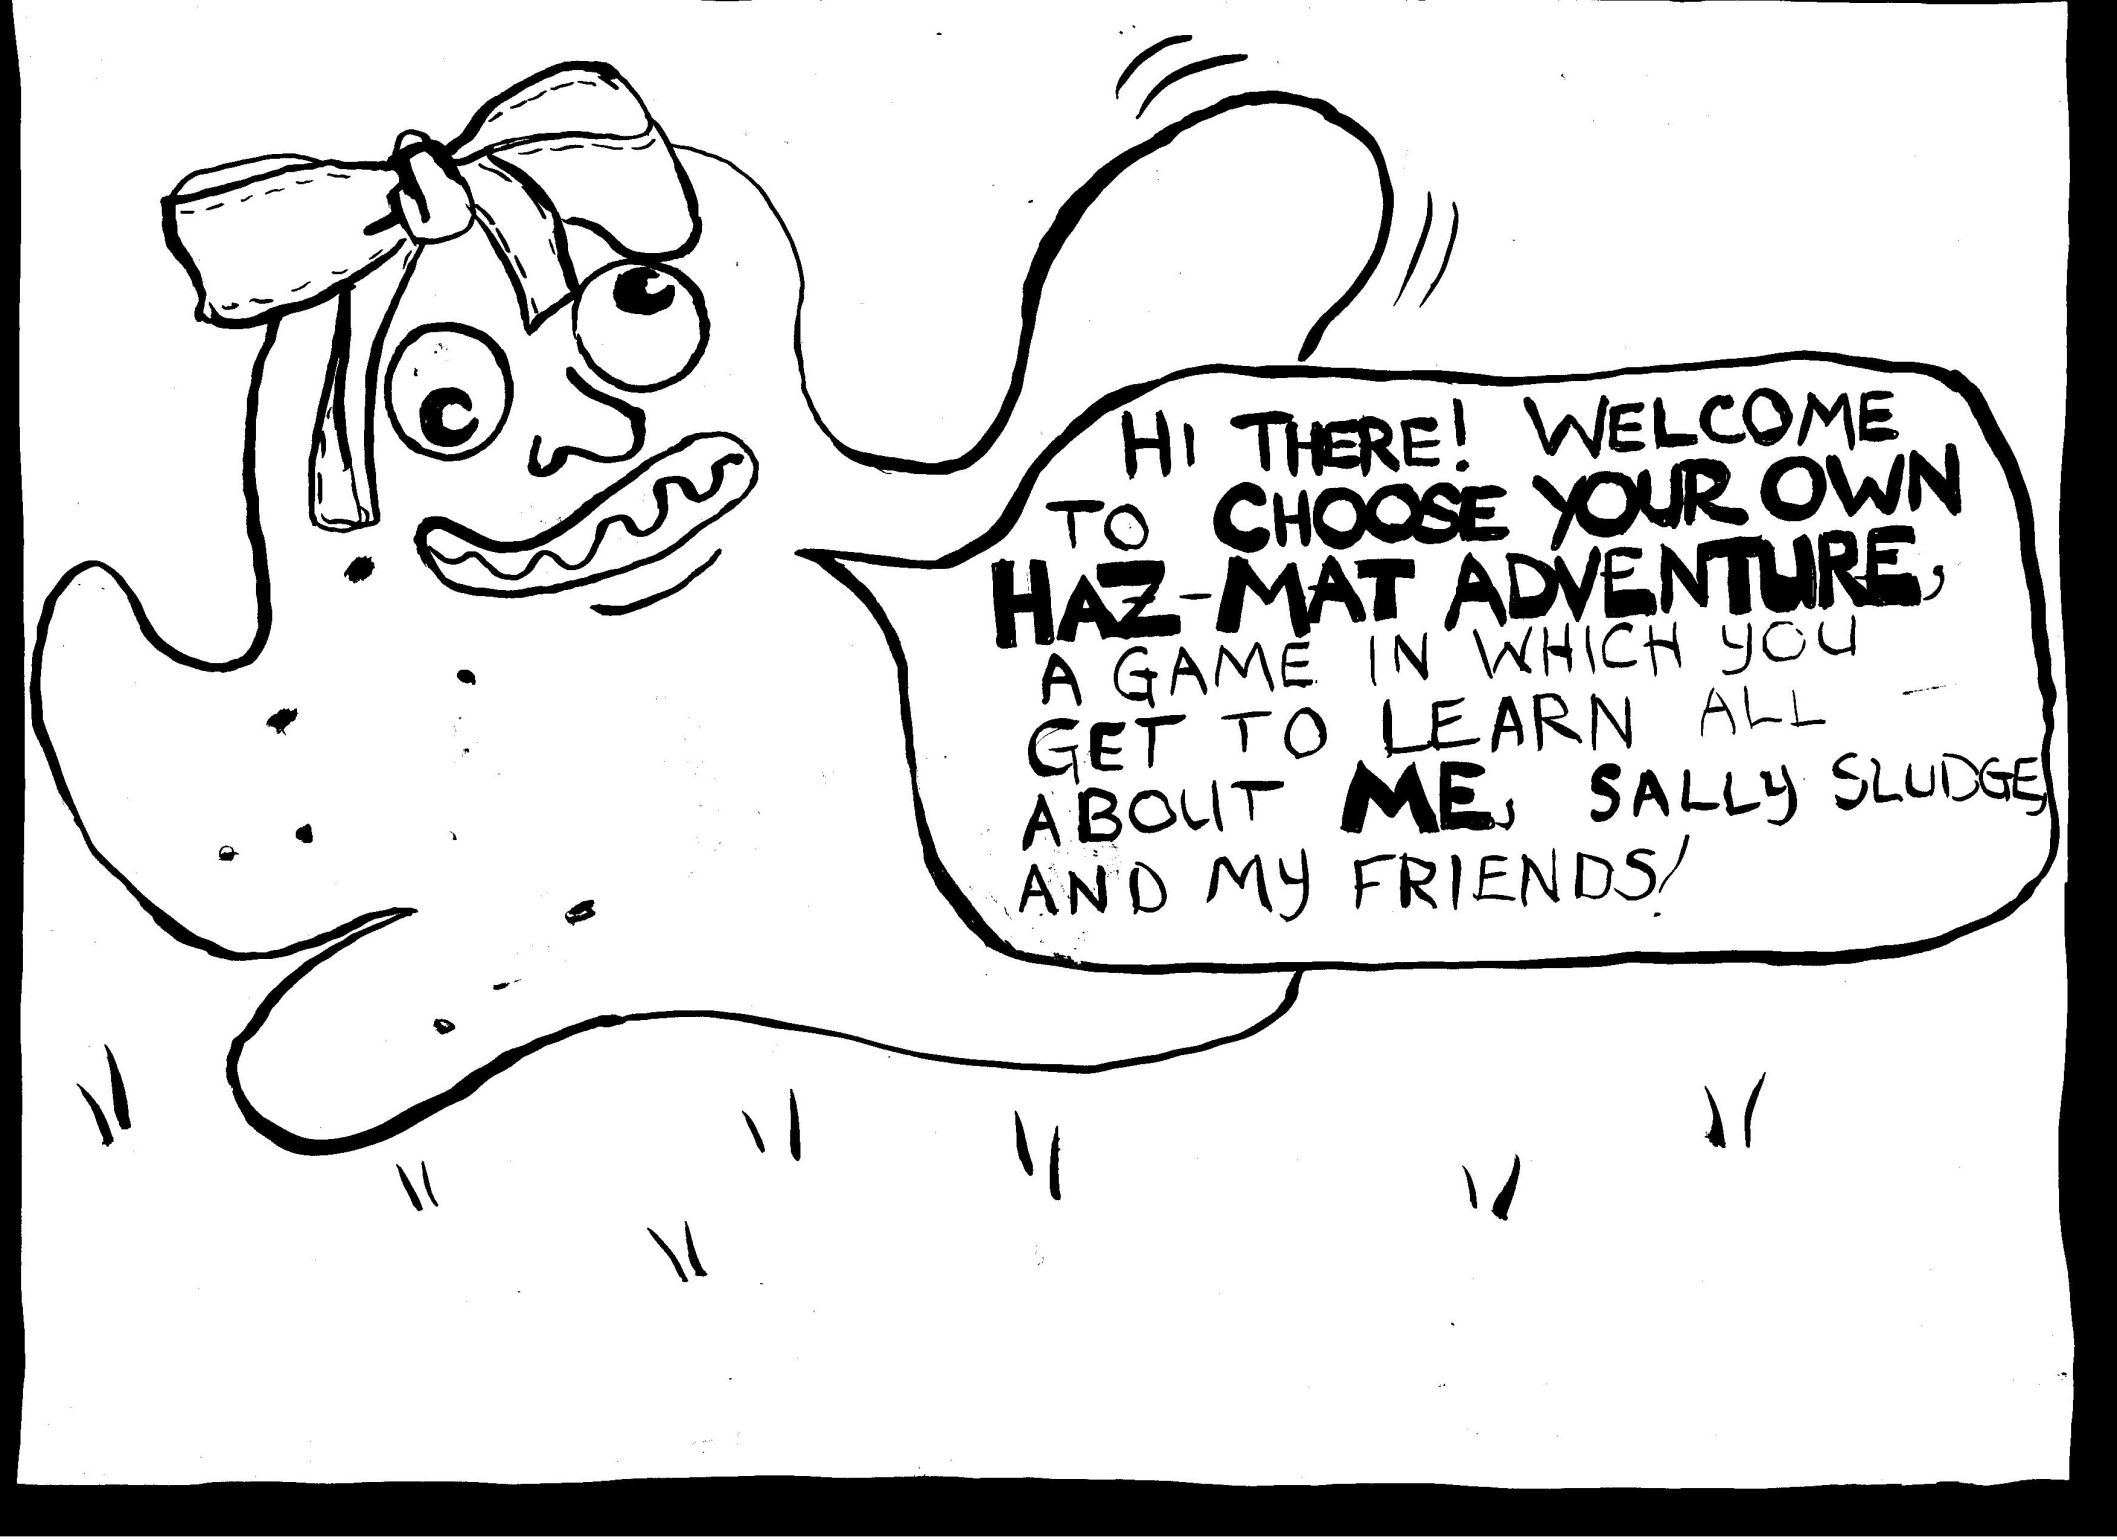 HI THERE! WELCOME
TO CHOOSE YOUR OWN
HAZ-MAT ADVENTURE,
A GAME IN WHICH YOU
GET TO LEARN ALL
ABOUT ME, SALLY SLUDGE,
AND MY FRIENDS!